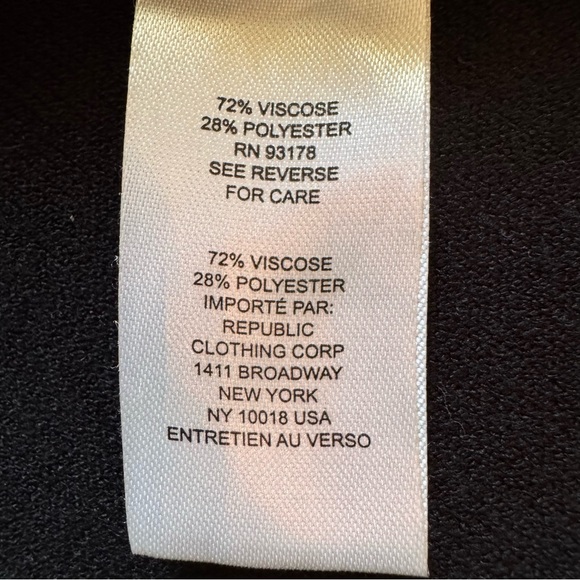 72% VISCOSE
28% POLYESTER
RN 93178
SEE REVERSE
FOR CARE
72% VISCOSE
28% POLYESTER
IMPORTÉ PAR:
REPUBLIC
CLOTHING CORP
1411 BROADWAY
NEW YORK
NY 10018 USA
ENTRETIEN AU VERSO